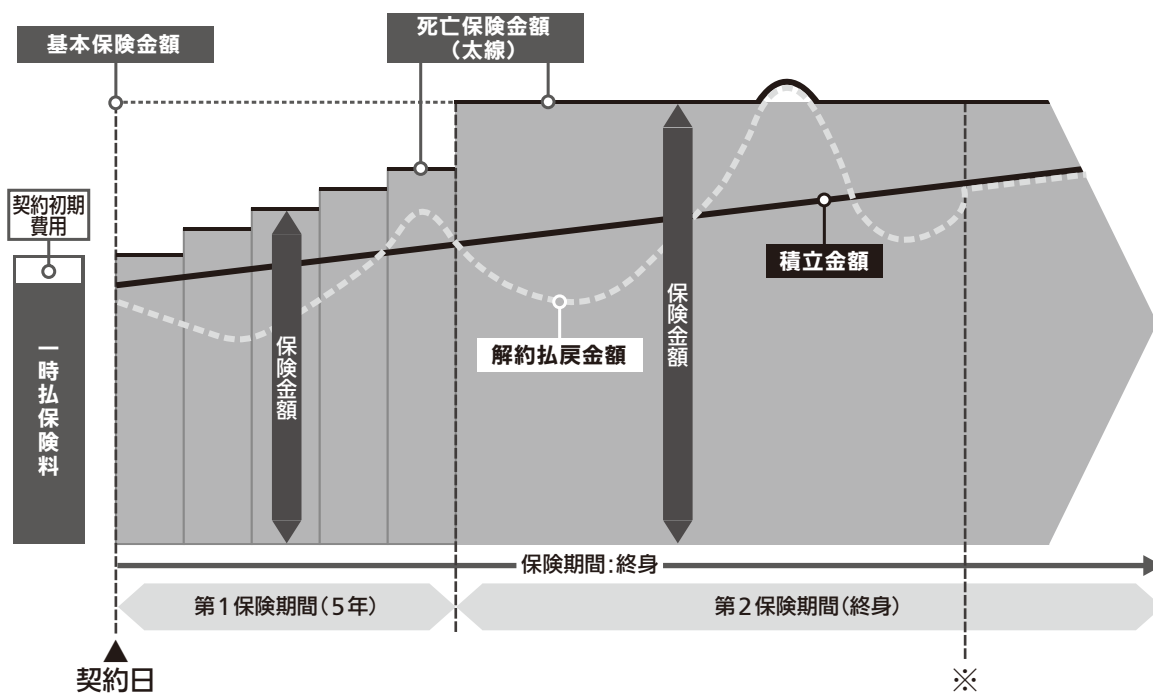 基本保険金額
死亡保険金額
（太線）
契約初期
費用
一時払保険料
保険金額
保険金額
積立金額
解約払戻金額
保険期間：終身
第1保険期間（5年）
第2保険期間（終身）
契約日
※